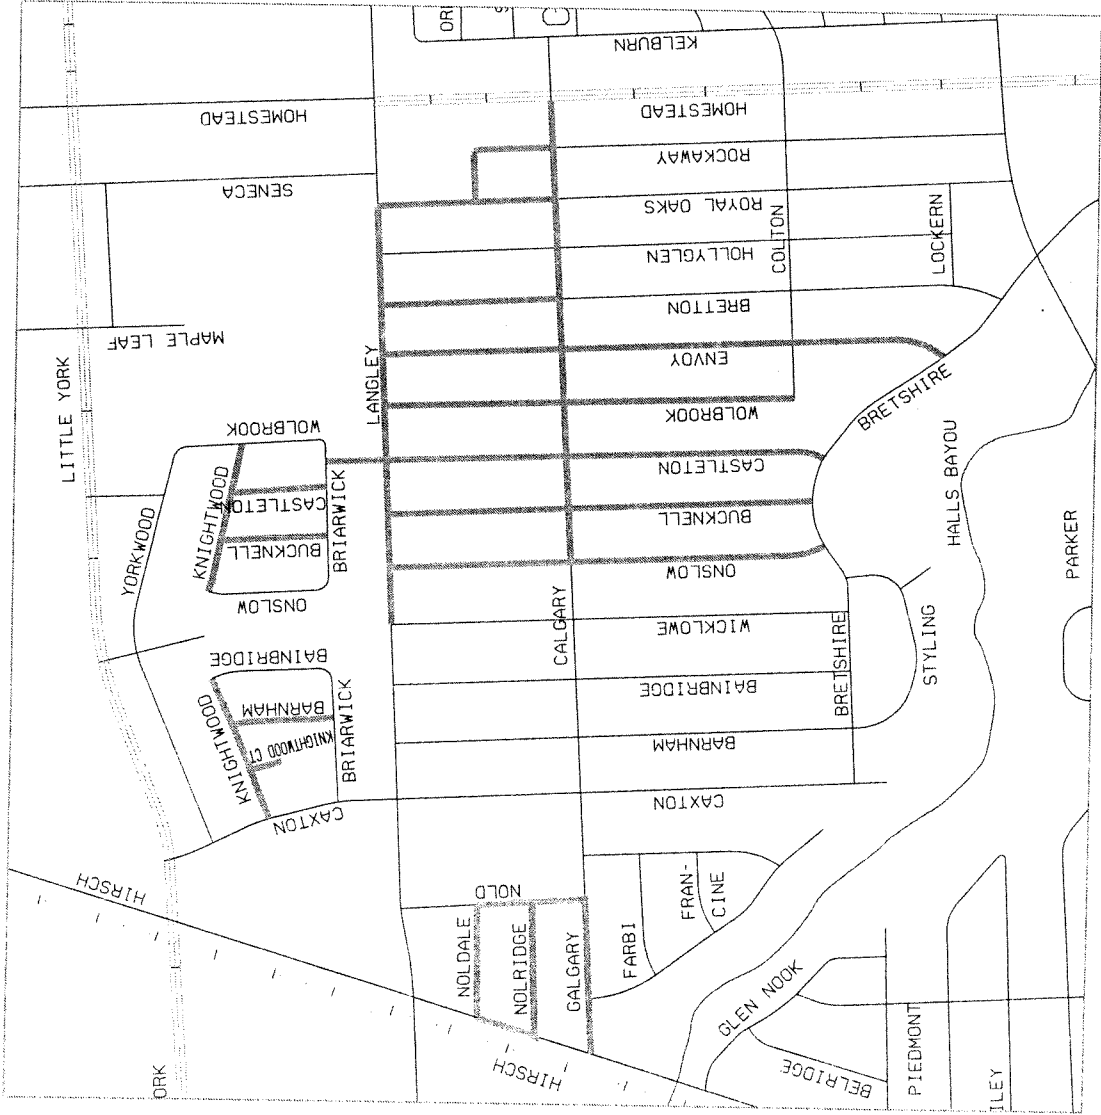 ORI
S
C
KELBURN
HOMESTEAD
HOMESTEAD
ROCKAWAY
SENECA
ROYAL OAKS
COLTON
LOCKERN
HOLLYGLEN
BRETTON
MAPLE LEAF
LITTLE YORK
LANGLEY
ENVOY
BRETSHIRE
WOLBROOK
WOLBROOK
CASTLETON
HALLS BAYOU
YORKWOOD
KNIGHTWOOD
CASTLETON
BRIARWICK
BUCKNELL
BUCKNELL
PARKER
ONSLOW
ONSLOW
CALGARY
WICKLOWE
STYLING
BAINBRIDGE
BAINBRIDGE
BRETSHIRE
KNIGHTWOOD
BARNHAM
BRIARWICK
KNIGHTWOOD CT
BARNHAM
CAXTON
CAXTON
HIRSCH
NOLD
FRAN-
CINE
NOLDALE
NOLRIDGE
GALGARY
FARBI
GLEN NOOK
HIRSCH
BELRIDGE
PIEDMONT
ORK
ILEY